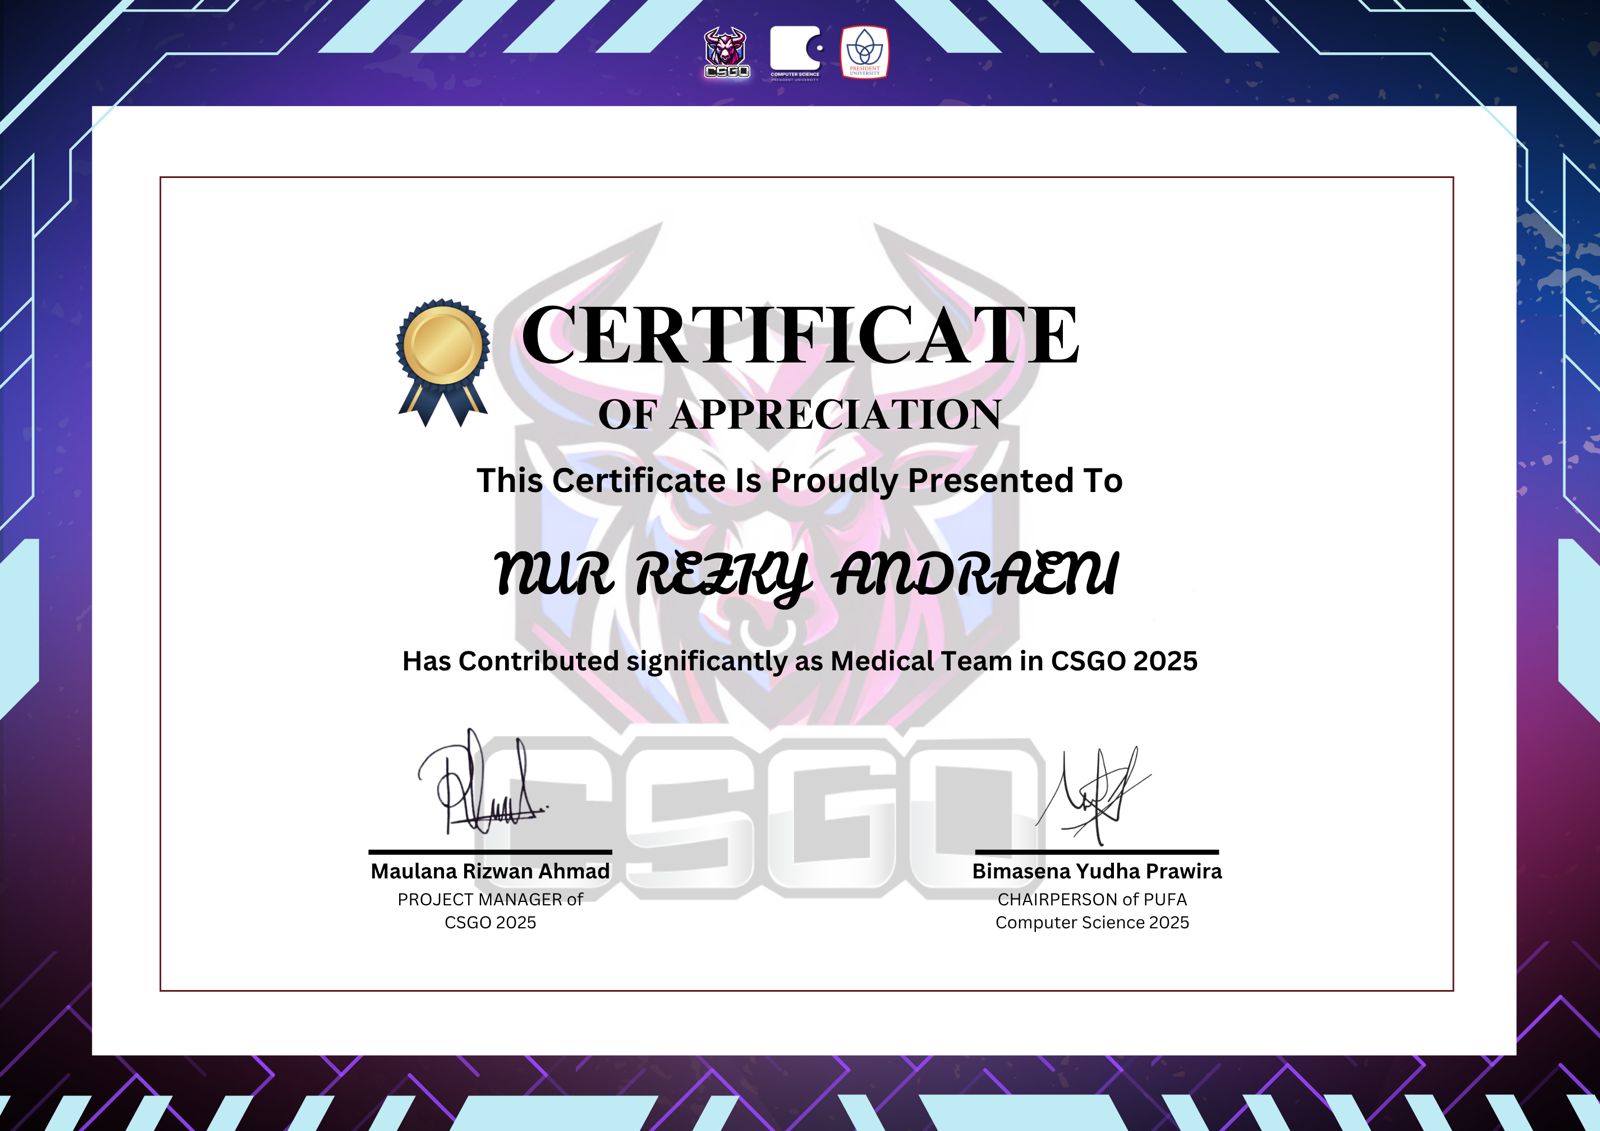 CSGO
COMPUTER SCIENCE
PRESIDENT UNIVERSITY
PRESIDENT
UNIVERSITY
CERTIFICATE
OF APPRECIATION
This Certificate Is Proudly Presented To
NUR REZKY ANDRAENI
Has Contributed significantly as Medical Team in CSGO 2025
CSGO
Maulana Rizwan Ahmad
PROJECT MANAGER of
CSGO 2025
Bimasena Yudha Prawira
CHAIRPERSON of PUFA
Computer Science 2025